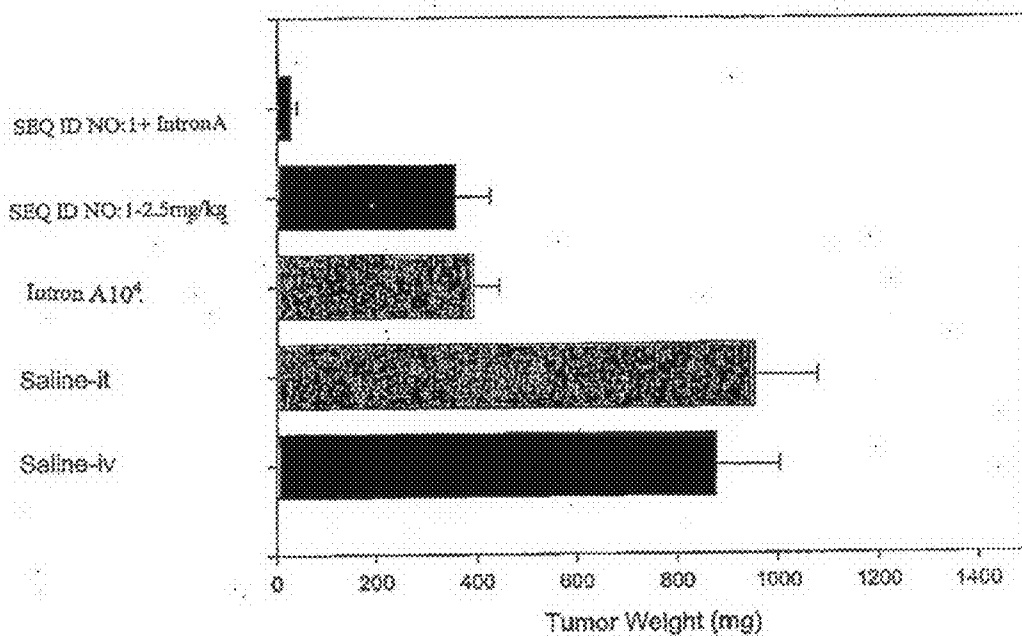 SEQ ID NO:1+ IntronA
SEQ ID NO:1-2.5mg/kg
Intron A10⁴
Saline-it
Saline-iv
0 200 400 600 800 1000 1200 1400
Tumor Weight (mg)